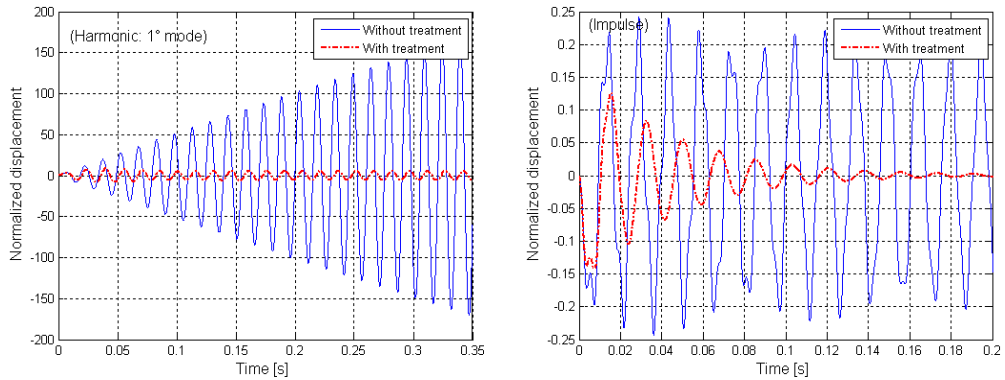 (Harmonic: 1° mode)
Without treatment
With treatment
Normalized displacement
200
150
100
50
0
-50
-100
-150
-200
0 0.05 0.1 0.15 0.2 0.25 0.3 0.35
Time [s]
(Impulse)
Without treatment
With treatment
Normalized displacement
0.25
0.2
0.15
0.1
0.05
0
-0.05
-0.1
-0.15
-0.2
-0.25
0 0.02 0.04 0.06 0.08 0.1 0.12 0.14 0.16 0.18 0.2
Time [s]